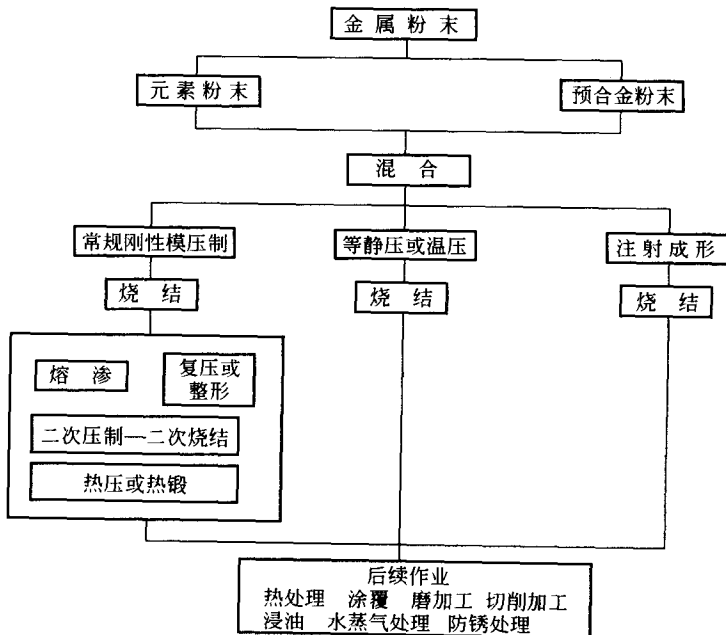 金属粉末
元素粉末
预合金粉末
混合
常规刚性模压制
等静压或温压
注射成形
烧结
烧结
烧结
熔渗
复压或
整形
二次压制—二次烧结
热压或热锻
后续作业
热处理 涂覆 磨加工 切削加工
浸油 水蒸气处理 防锈处理